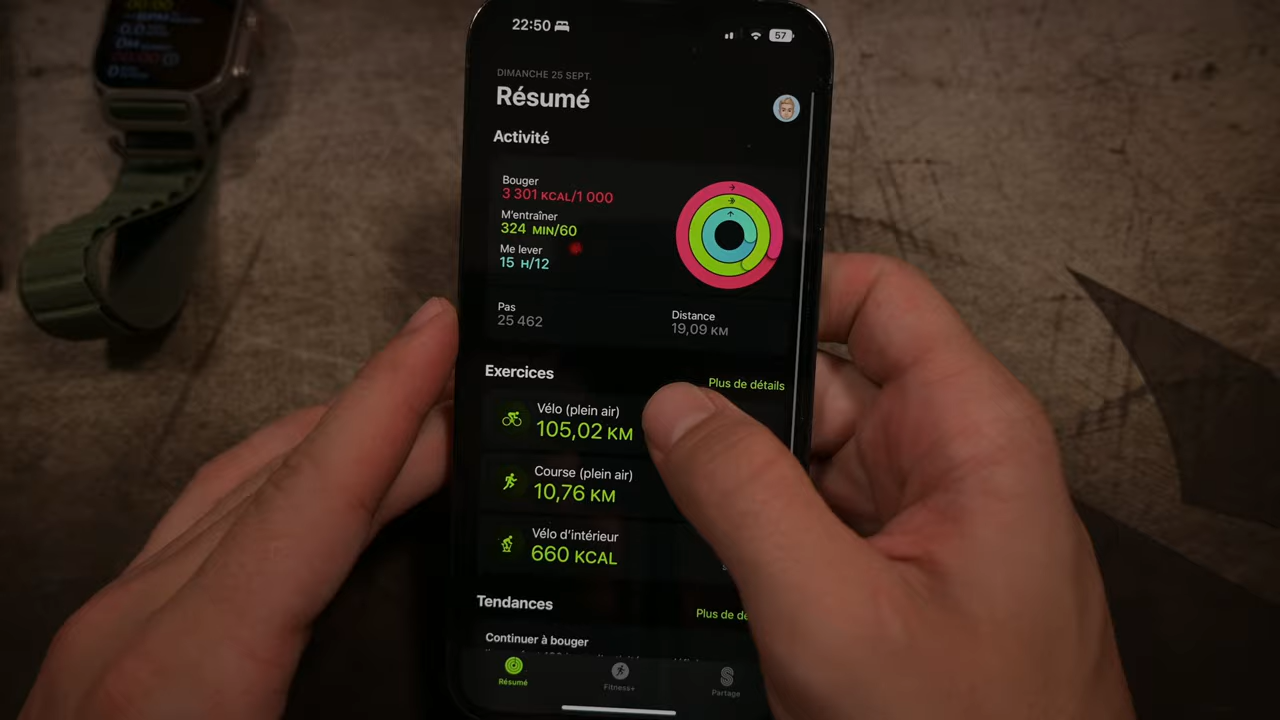 22:50
57
DIMANCHE 25 SEPT.
Résumé
Activité
Bouger
3 301 KCAL/1 000
M'entraîner
324 MIN/60
Me lever
15 H/12
Pas
25 462
Distance
19,09 KM
Exercices
Plus de détails
Vélo (plein air)
105,02 KM
Course (plein air)
10,76 KM
Vélo d'intérieur
660 KCAL
Tendances
Plus de dé
Continuer à bouger
Résumé
Fitness+
Partage